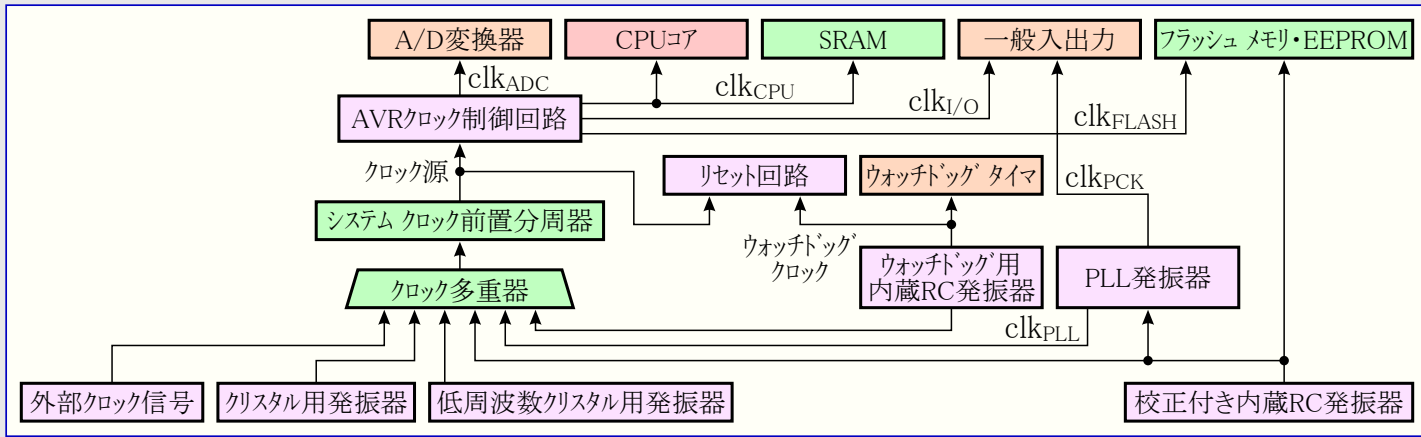 A/D変換器
CPUコア
SRAM
一般入出力
フラッシュ メモリ・EEPROM
clkADC
clkCPU
clkI/O
clkFLASH
AVRクロック制御回路
クロック源
リセット回路
ウォッチドッグ タイマ
clkPCK
システム クロック前置分周器
ウォッチドッグ
クロック
ウォッチドッグ用
内蔵RC発振器
PLL発振器
クロック多重器
clkPLL
外部クロック信号
クリスタル用発振器
低周波数クリスタル用発振器
校正付き内蔵RC発振器